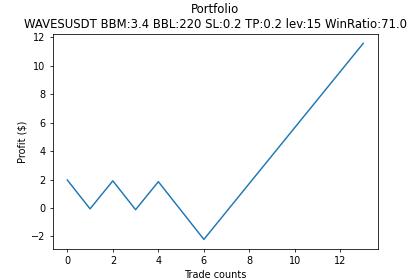 Portfolio
WAVESUSDT BBM:3.4 BBL:220 SL:0.2 TP:0.2 lev:15 WinRatio:71.0
12
10
8
6
4
2
0
−2
Profit ($)
0 2 4 6 8 10 12
Trade counts